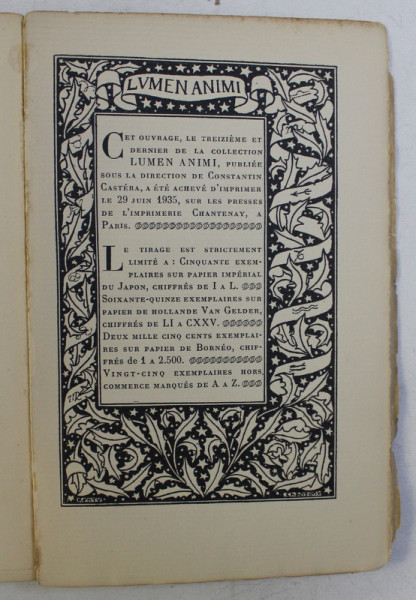 LVMEN ANIMI
CET OUVRAGE, LE TREIZIÈME ET
DERNIER DE LA COLLECTION
LUMEN ANIMI, PUBLIÉE
SOUS LA DIRECTION DE CONSTANTIN
CASTÉRA, A ÉTÉ ACHEVÉ D'IMPRIMER
LE 29 JUIN 1935, SUR LES PRESSES
DE L'IMPRIMERIE CHANTENAY, A
PARIS.
LE TIRAGE EST STRICTEMENT
LIMITÉ A : CINQUANTE EXEM-
PLAIRES SUR PAPIER IMPÉRIAL
DU JAPON, CHIFFRÉS DE I A L.
SOIXANTE-QUINZE EXEMPLAIRES SUR
PAPIER DE HOLLANDE VAN GELDER,
CHIFFRÉS DE LI A CXXV.
DEUX MILLE CINQ CENTS EXEMPLAI-
RES SUR PAPIER DE BORNÉO, CHIF-
FRÉS DE 1 A 2.500.
VINGT-CINQ EXEMPLAIRES HORS
COMMERCE MARQUÉS DE A A Z.